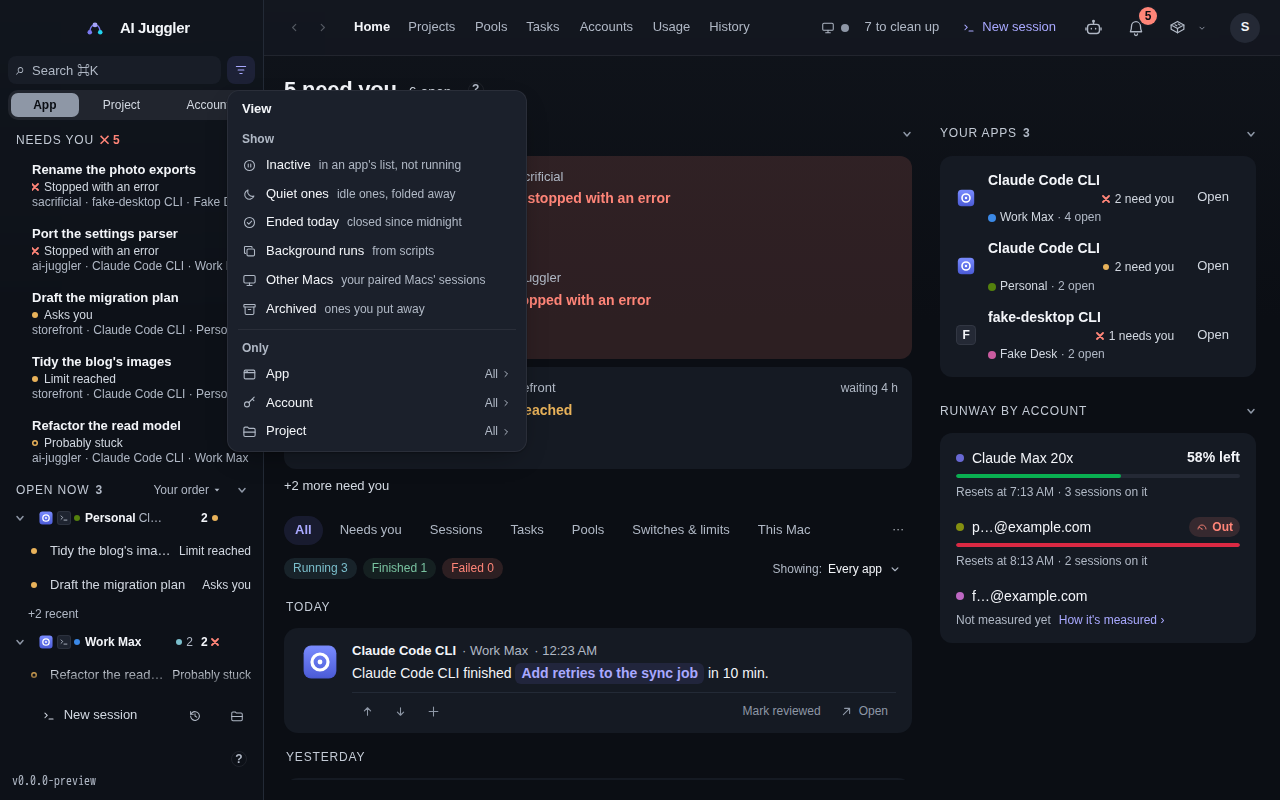 AI Juggler
Home Projects Pools Tasks Accounts Usage History
7 to clean up
New session
5
S
Search ⌘K
App Project Account
NEEDS YOU 5
Rename the photo exports
Stopped with an error
sacrificial · fake-desktop CLI · Fake D
Port the settings parser
Stopped with an error
ai-juggler · Claude Code CLI · Work
Draft the migration plan
Asks you
storefront · Claude Code CLI · Perso
Tidy the blog's images
Limit reached
storefront · Claude Code CLI · Perso
Refactor the read model
Probably stuck
ai-juggler · Claude Code CLI · Work Max
OPEN NOW 3 Your order
Personal Cl… 2
Tidy the blog's ima… Limit reached
Draft the migration plan Asks you
+2 recent
Work Max 2 2
Refactor the read… Probably stuck
New session
?
v0.0.0-preview
5 need you 6 open ?
View
Show
Inactive in an app's list, not running
Quiet ones idle ones, folded away
Ended today closed since midnight
Background runs from scripts
Other Macs your paired Macs' sessions
Archived ones you put away
Only
App All
Account All
Project All
crificial
stopped with an error
uggler
opped with an error
efront waiting 4 h
eached
+2 more need you
All Needs you Sessions Tasks Pools Switches & limits This Mac ···
Running 3 Finished 1 Failed 0 Showing: Every app
TODAY
Claude Code CLI · Work Max · 12:23 AM
Claude Code CLI finished Add retries to the sync job in 10 min.
Mark reviewed Open
YESTERDAY
YOUR APPS 3
Claude Code CLI
2 need you Open
Work Max · 4 open
Claude Code CLI
2 need you Open
Personal · 2 open
F
fake-desktop CLI
1 needs you Open
Fake Desk · 2 open
RUNWAY BY ACCOUNT
Claude Max 20x 58% left
Resets at 7:13 AM · 3 sessions on it
p…@example.com Out
Resets at 8:13 AM · 2 sessions on it
f…@example.com
Not measured yet How it's measured ›